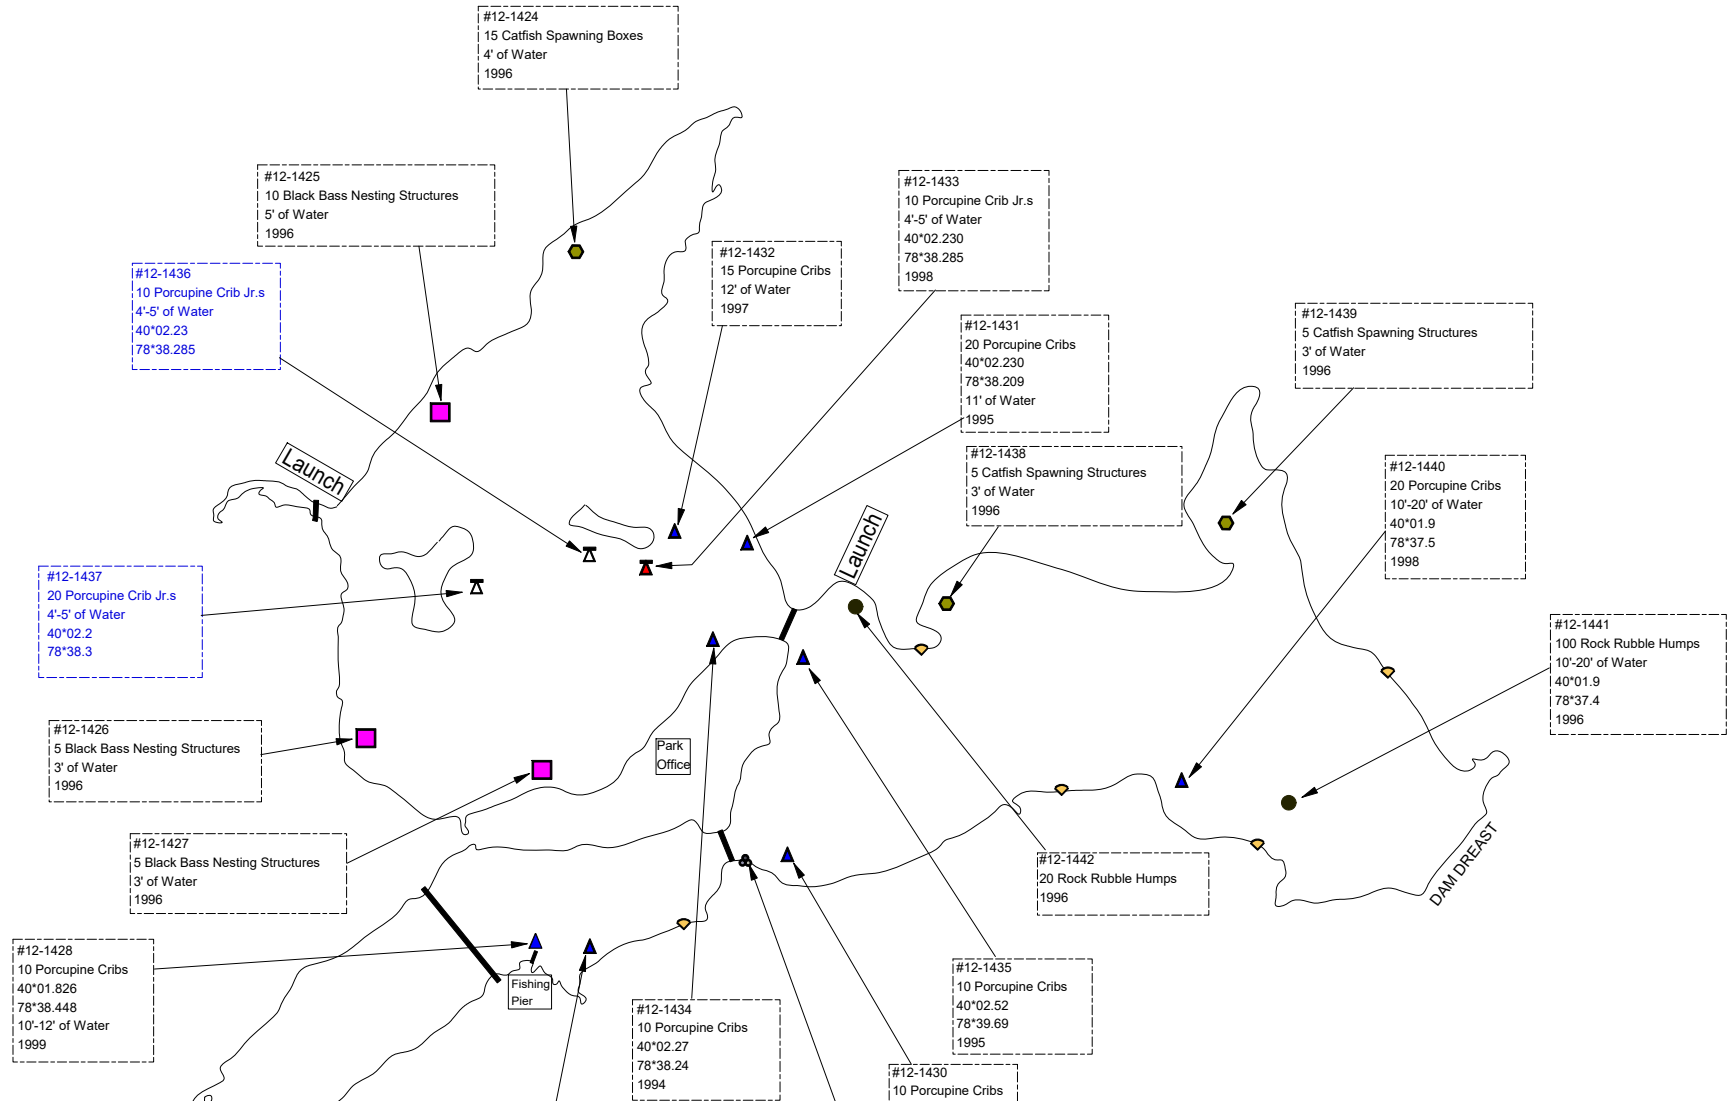 #12-1424
15 Catfish Spawning Boxes
4' of Water
1996
#12-1425
10 Black Bass Nesting Structures
5' of Water
1996
#12-1433
10 Porcupine Crib Jr.s
4'-5' of Water
40*02.230
78*38.285
1998
#12-1432
15 Porcupine Cribs
12' of Water
1997
#12-1436
10 Porcupine Crib Jr.s
4'-5' of Water
40*02.23
78*38.285
#12-1439
5 Catfish Spawning Structures
3' of Water
1996
#12-1431
20 Porcupine Cribs
40*02.230
78*38.209
11' of Water
1995
#12-1438
5 Catfish Spawning Structures
3' of Water
1996
#12-1440
20 Porcupine Cribs
10'-20' of Water
40*01.9
78*37.5
1998
Launch
Launch
#12-1437
20 Porcupine Crib Jr.s
4'-5' of Water
40*02.2
78*38.3
#12-1441
100 Rock Rubble Humps
10'-20' of Water
40*01.9
78*37.4
1996
#12-1426
5 Black Bass Nesting Structures
3' of Water
1996
Park
Office
#12-1427
5 Black Bass Nesting Structures
3' of Water
1996
#12-1442
20 Rock Rubble Humps
1996
DAM DREAST
#12-1428
10 Porcupine Cribs
40*01.826
78*38.448
10'-12' of Water
1999
Fishing
Pier
#12-1434
10 Porcupine Cribs
40*02.27
78*38.24
1994
#12-1435
10 Porcupine Cribs
40*02.52
78*39.69
1995
#12-1430
10 Porcupine Cribs